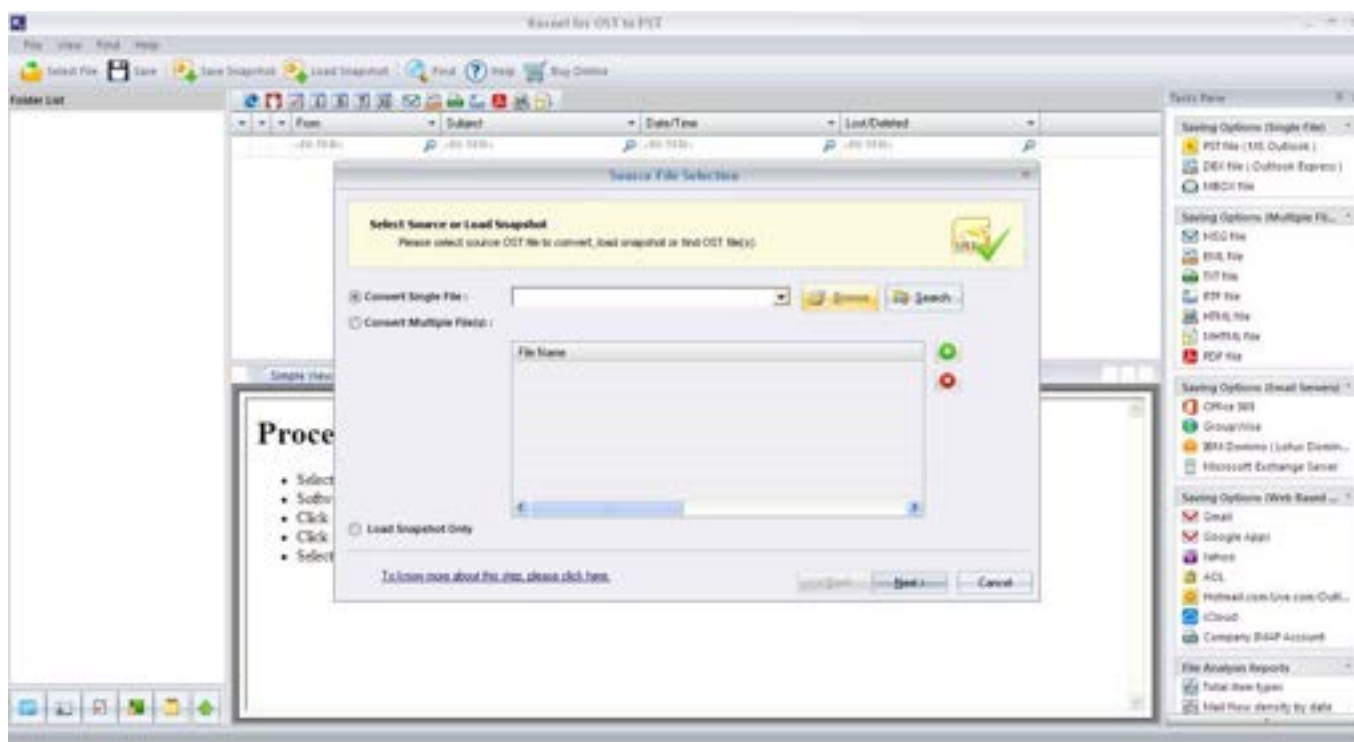 Kernel for OST to PST
File View Find Help
Select File Save Save Snapshot Load Snapshot Find Help Buy Online
Folder List
From Subject Date/Time Lost/Deleted
Source File Selection
Select Source or Load Snapshot
Please select source OST file to convert, load snapshot or find OST file(s)
Convert Single File :
Browse Search
Convert Multiple File(s) :
File Name
Load Snapshot Only
To know more about this step, please click here.
Next > Cancel
Simple View
Proce
Select
Softw
Click
Click
Select
Tasks Pane
Saving Options (Single File)
PST file ( MS Outlook )
DBX file ( Outlook Express )
MBOX file
Saving Options (Multiple Fil...
MSG file
EML file
TXT file
RTF file
HTML file
MHTML file
PDF file
Saving Options (Email Servers)
Office 365
GroupWise
IBM Domino ( Lotus Domin...
Microsoft Exchange Server
Saving Options (Web Based ...
Gmail
Google Apps
Yahoo
AOL
Hotmail.com/Live.com/Outl...
iCloud
Company IMAP Account
File Analysis Reports
Total item types
Mail flow density by date